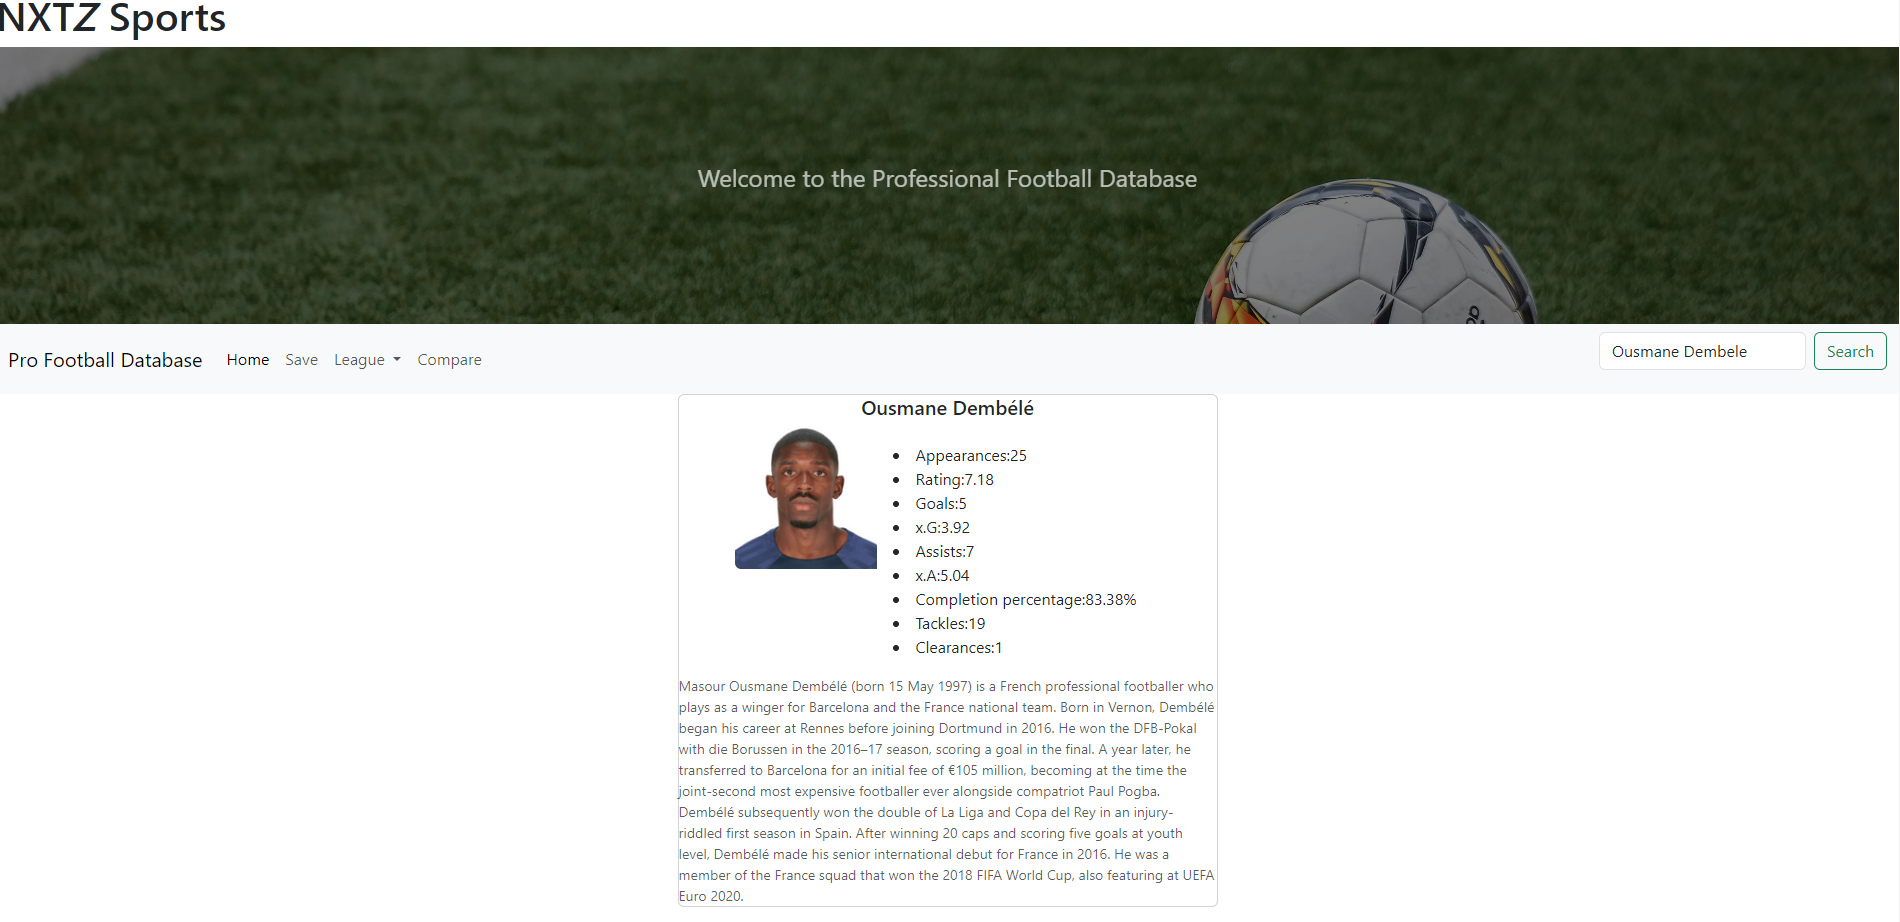 NXTZ Sports
Welcome to the Professional Football Database
Pro Football Database Home Save League Compare Ousmane Dembele Search
Ousmane Dembélé
Appearances:25
Rating:7.18
Goals:5
x.G:3.92
Assists:7
x.A:5.04
Completion percentage:83.38%
Tackles:19
Clearances:1
Masour Ousmane Dembélé (born 15 May 1997) is a French professional footballer who
plays as a winger for Barcelona and the France national team. Born in Vernon, Dembélé
began his career at Rennes before joining Dortmund in 2016. He won the DFB-Pokal
with die Borussen in the 2016–17 season, scoring a goal in the final. A year later, he
transferred to Barcelona for an initial fee of €105 million, becoming at the time the
joint-second most expensive footballer ever alongside compatriot Paul Pogba.
Dembélé subsequently won the double of La Liga and Copa del Rey in an injury-
riddled first season in Spain. After winning 20 caps and scoring five goals at youth
level, Dembélé made his senior international debut for France in 2016. He was a
member of the France squad that won the 2018 FIFA World Cup, also featuring at UEFA
Euro 2020.